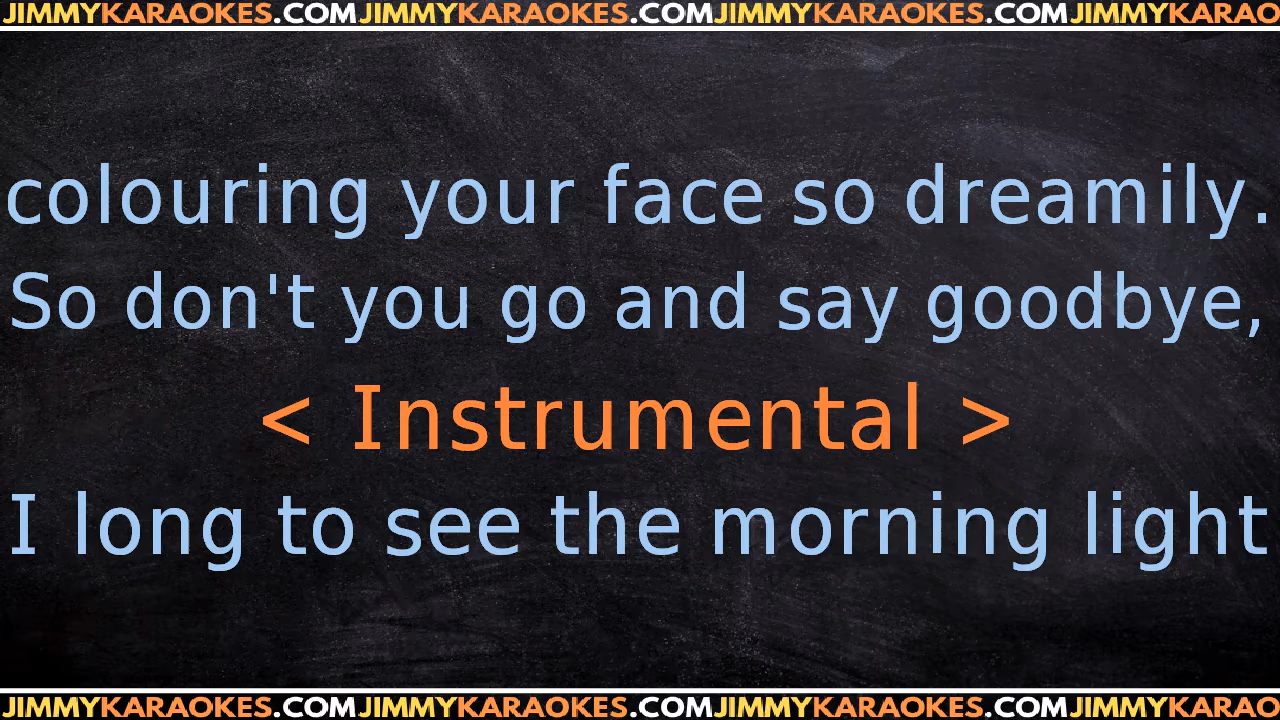 JIMMYKARAOKES.COMJIMMYKARAOKES.COMJIMMYKARAOKES.COMJIMMYKARAO
colouring your face so dreamily.
So don't you go and say goodbye,
< Instrumental >
I long to see the morning light
JIMMYKARAOKES.COMJIMMYKARAOKES.COMJIMMYKARAOKES.COMJIMMYKARAO